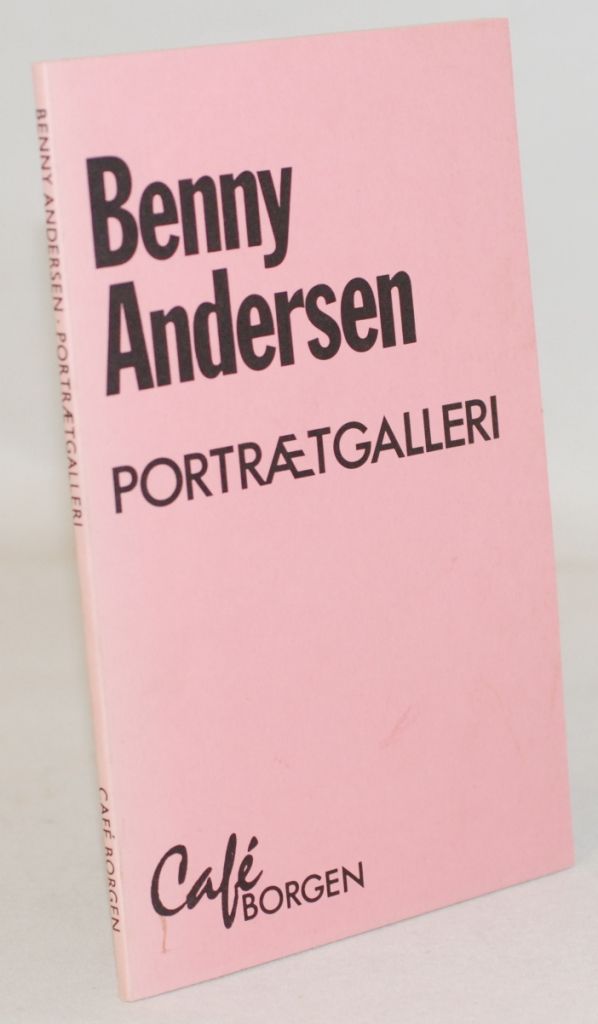 Benny
Andersen
PORTRÆTGALLERI
Café
BORGEN
BENNY ANDERSEN · PORTRÆTGALLERI
CAFÉ BORGEN